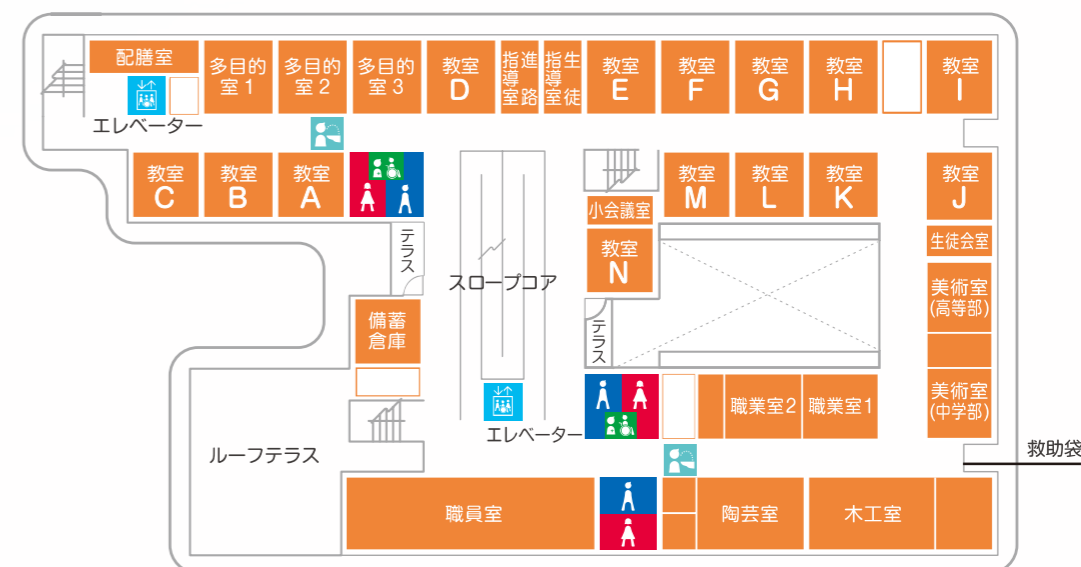 配膳室
多目的
室1
多目的
室2
多目的
室3
教室
D
進路
指導室
生徒
指導室
教室
E
教室
F
教室
G
教室
H
教室
I
エレベーター
教室
C
教室
B
教室
A
教室
M
教室
L
教室
K
教室
J
小会議室
生徒会室
テラス
教室
N
スロープコア
美術室
(高等部)
備蓄
倉庫
テラス
美術室
(中学部)
職業室2
職業室1
エレベーター
ルーフテラス
救助袋
職員室
陶芸室
木工室